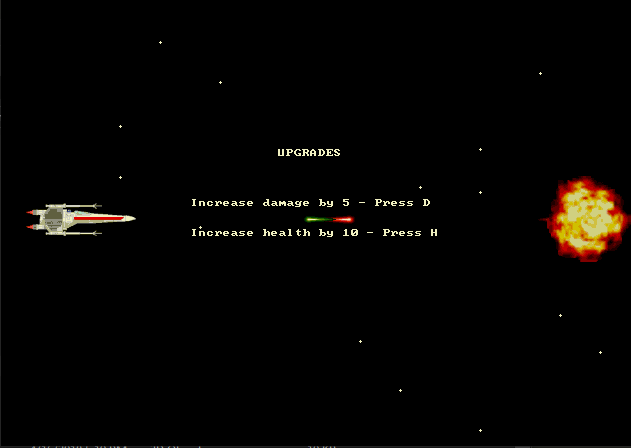 UPGRADES
Increase damage by 5 - Press D
Increase health by 10 - Press H